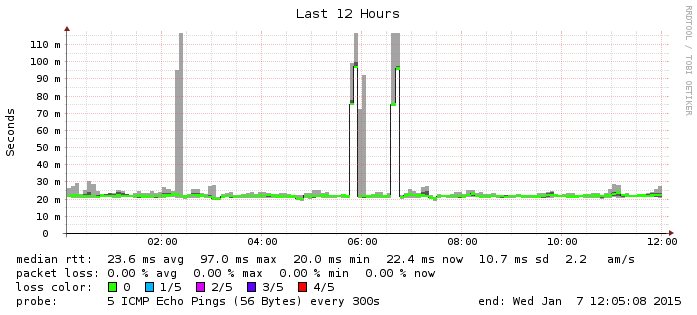 Last 12 Hours
RRDTOOL / TOBI OETIKER
Seconds
110 m
100 m
90 m
80 m
70 m
60 m
50 m
40 m
30 m
20 m
10 m
0
02:00 04:00 06:00 08:00 10:00 12:00
median rtt: 23.6 ms avg 97.0 ms max 20.0 ms min 22.4 ms now 10.7 ms sd 2.2 am/s
packet loss: 0.00 % avg 0.00 % max 0.00 % min 0.00 % now
loss color: 0 1/5 2/5 3/5 4/5
probe: 5 ICMP Echo Pings (56 Bytes) every 300s end: Wed Jan 7 12:05:08 2015